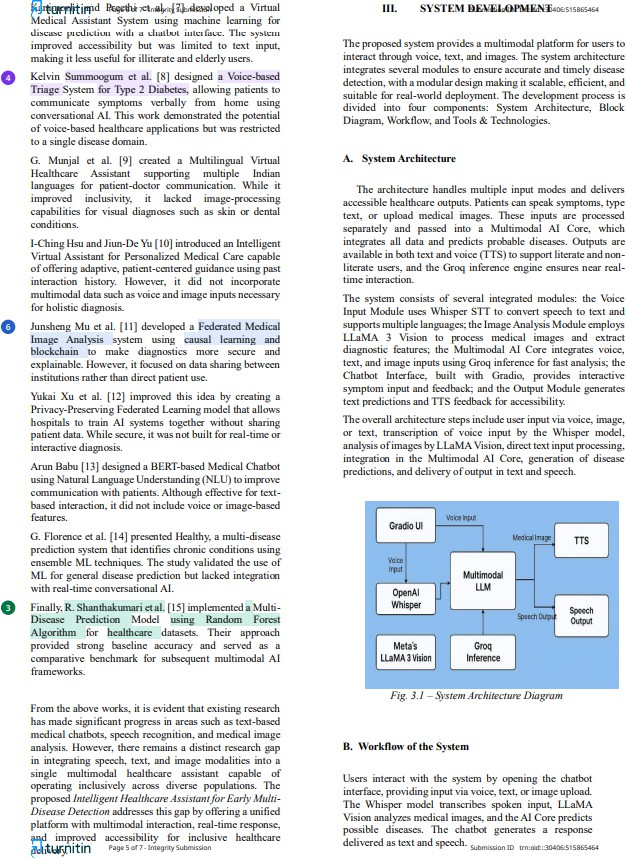 Santhoshi and Preethi et al. [7] developed a Virtual
Medical Assistant System using machine learning for
disease prediction with a chatbot interface. The system
improved accessibility but was limited to text input,
making it less useful for illiterate and elderly users.
4
Kelvin Summoogum et al. [8] designed a Voice-based
Triage System for Type 2 Diabetes, allowing patients to
communicate symptoms verbally from home using
conversational AI. This work demonstrated the potential
of voice-based healthcare applications but was restricted
to a single disease domain.
G. Munjal et al. [9] created a Multilingual Virtual
Healthcare Assistant supporting multiple Indian
languages for patient-doctor communication. While it
improved inclusivity, it lacked image-processing
capabilities for visual diagnoses such as skin or dental
conditions.
I-Ching Hsu and Jiun-De Yu [10] introduced an Intelligent
Virtual Assistant for Personalized Medical Care capable
of offering adaptive, patient-centered guidance using past
interaction history. However, it did not incorporate
multimodal data such as voice and image inputs necessary
for holistic diagnosis.
6
Junsheng Mu et al. [11] developed a Federated Medical
Image Analysis system using causal learning and
blockchain to make diagnostics more secure and
explainable. However, it focused on data sharing between
institutions rather than direct patient use.
Yukai Xu et al. [12] improved this idea by creating a
Privacy-Preserving Federated Learning model that allows
hospitals to train AI systems together without sharing
patient data. While secure, it was not built for real-time or
interactive diagnosis.
Arun Babu [13] designed a BERT-based Medical Chatbot
using Natural Language Understanding (NLU) to improve
communication with patients. Although effective for text-
based interaction, it did not include voice or image-based
features.
G. Florence et al. [14] presented Healthy, a multi-disease
prediction system that identifies chronic conditions using
ensemble ML techniques. The study validated the use of
ML for general disease prediction but lacked integration
with real-time conversational AI.
3
Finally, R. Shanthakumari et al. [15] implemented a Multi-
Disease Prediction Model using Random Forest
Algorithm for healthcare datasets. Their approach
provided strong baseline accuracy and served as a
comparative benchmark for subsequent multimodal AI
frameworks.
From the above works, it is evident that existing research
has made significant progress in areas such as text-based
medical chatbots, speech recognition, and medical image
analysis. However, there remains a distinct research gap
in integrating speech, text, and image modalities into a
single multimodal healthcare assistant capable of
operating inclusively across diverse populations. The
proposed Intelligent Healthcare Assistant for Early Multi-
Disease Detection addresses this gap by offering a unified
platform with multimodal interaction, real-time response,
and improved accessibility for inclusive healthcare
delivery.
III. SYSTEM DEVELOPMENT
The proposed system provides a multimodal platform for users to
interact through voice, text, and images. The system architecture
integrates several modules to ensure accurate and timely disease
detection, with a modular design making it scalable, efficient, and
suitable for real-world deployment. The development process is
divided into four components: System Architecture, Block
Diagram, Workflow, and Tools & Technologies.
A. System Architecture
The architecture handles multiple input modes and delivers
accessible healthcare outputs. Patients can speak symptoms, type
text, or upload medical images. These inputs are processed
separately and passed into a Multimodal AI Core, which
integrates all data and predicts probable diseases. Outputs are
available in both text and voice (TTS) to support literate and non-
literate users, and the Groq inference engine ensures near real-
time interaction.
The system consists of several integrated modules: the Voice
Input Module uses Whisper STT to convert speech to text and
supports multiple languages; the Image Analysis Module employs
LLaMA 3 Vision to process medical images and extract
diagnostic features; the Multimodal AI Core integrates voice,
text, and image inputs using Groq inference for fast analysis; the
Chatbot Interface, built with Gradio, provides interactive
symptom input and feedback; and the Output Module generates
text predictions and TTS feedback for accessibility.
The overall architecture steps include user input via voice, image,
or text, transcription of voice input by the Whisper model,
analysis of images by LLaMA Vision, direct text input processing,
integration in the Multimodal AI Core, generation of disease
predictions, and delivery of output in text and speech.
Gradio UI
Voice Input
Medical Image
TTS
Voice
Input
OpenAI
Whisper
Multimodal
LLM
Speech Output
Speech
Output
Meta's
LLaMA 3 Vision
Groq
Inference
Fig. 3.1 – System Architecture Diagram
B. Workflow of the System
Users interact with the system by opening the chatbot
interface, providing input via voice, text, or image upload.
The Whisper model transcribes spoken input, LLaMA
Vision analyzes medical images, and the AI Core predicts
possible diseases. The chatbot generates a response
delivered as text and speech.
turnitin Page 5 of 7 - Integrity Submission
Submission ID trn:oid:::30406:515865464